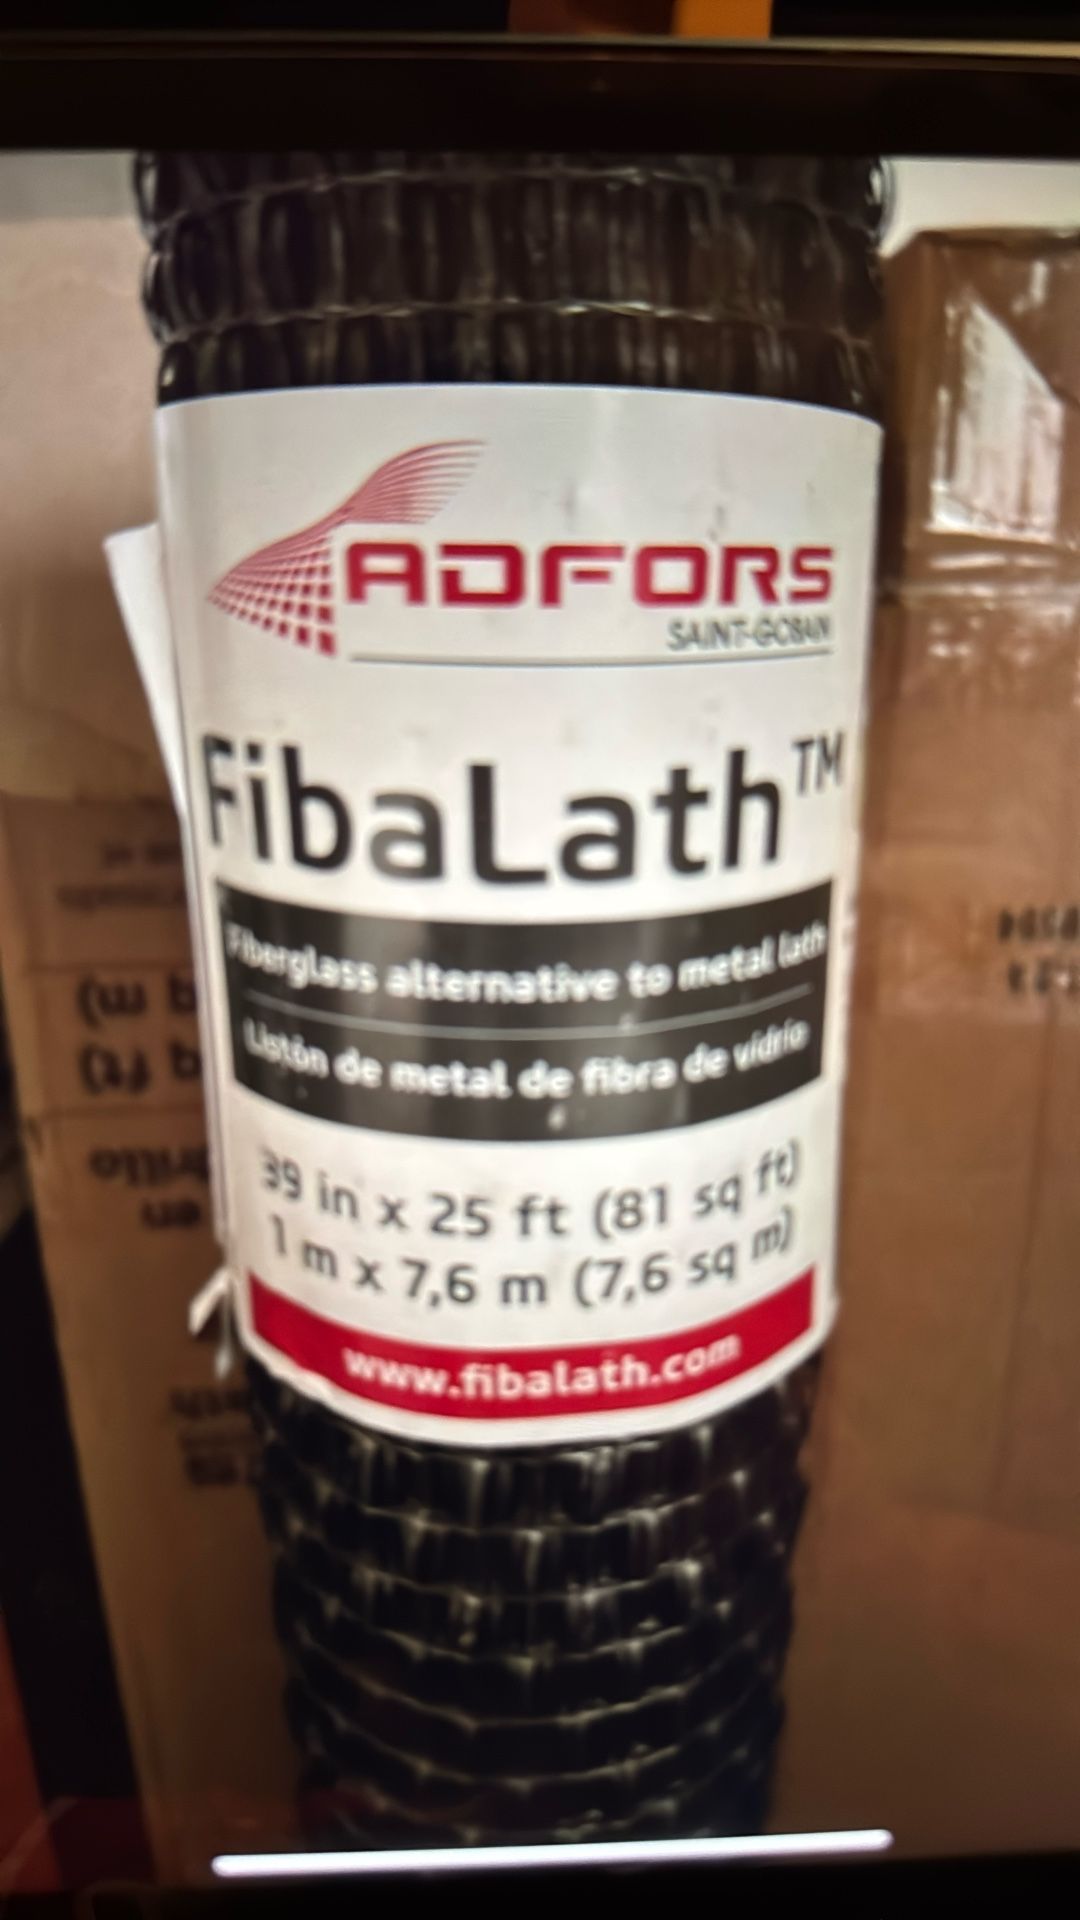 ADFORS
SAINT-GOBAIN
FibaLath™
Fiberglass alternative to metal lath
Listón de metal de fibra de vidrio
39 in x 25 ft (81 sq ft)
1 m x 7,6 m (7,6 sq m)
www.fibalath.com